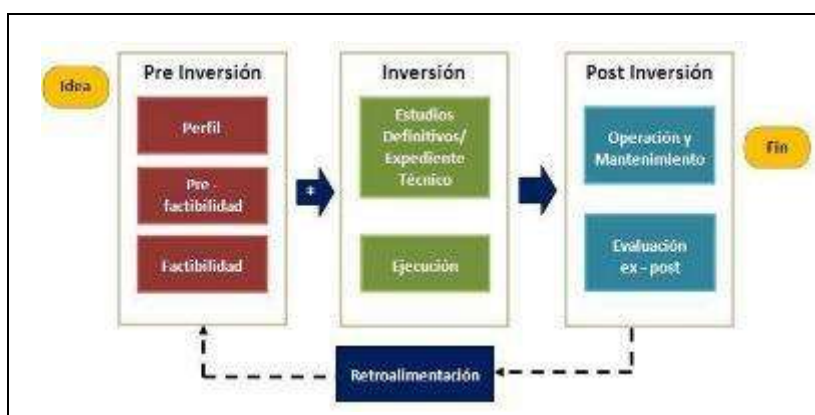 Idea
Pre Inversión
Perfil
Pre -
factibilidad
Factibilidad
*
Inversión
Estudios
Definitivos/
Expediente
Técnico
Ejecución
Post Inversión
Operación y
Mantenimiento
Evaluación
ex - post
Fin
Retroalimentación